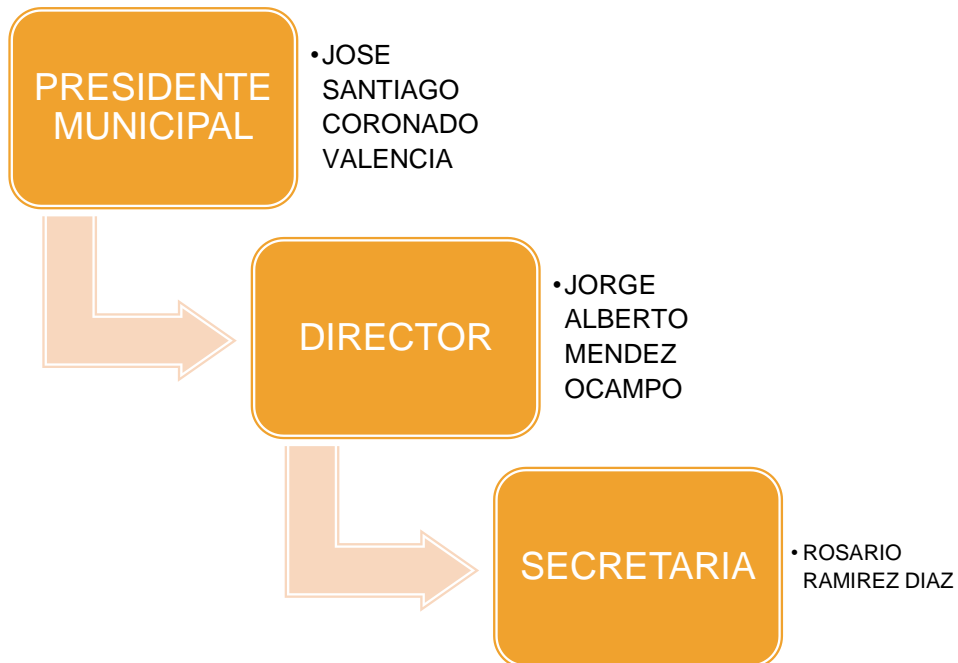 PRESIDENTE
MUNICIPAL
•JOSE
SANTIAGO
CORONADO
VALENCIA
DIRECTOR
•JORGE
ALBERTO
MENDEZ
OCAMPO
SECRETARIA
• ROSARIO
RAMIREZ DIAZ